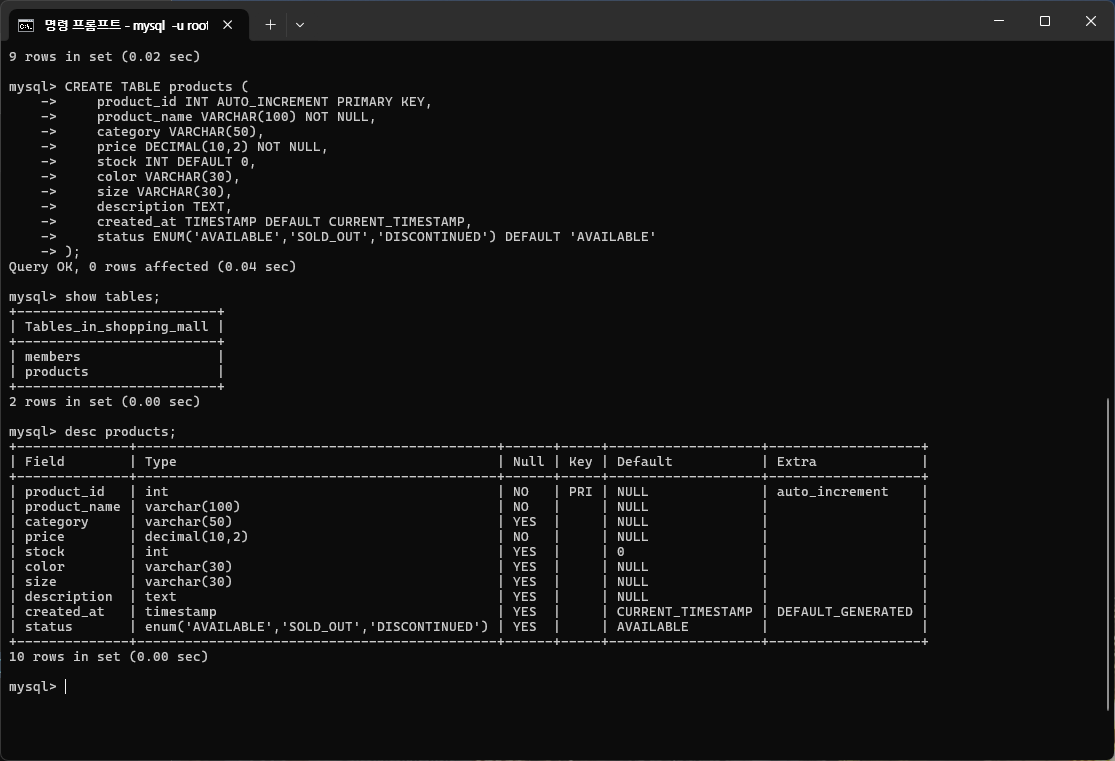 명령 프롬프트 - mysql -u root
9 rows in set (0.02 sec)
mysql> CREATE TABLE products (
    ->     product_id INT AUTO_INCREMENT PRIMARY KEY,
    ->     product_name VARCHAR(100) NOT NULL,
    ->     category VARCHAR(50),
    ->     price DECIMAL(10,2) NOT NULL,
    ->     stock INT DEFAULT 0,
    ->     color VARCHAR(30),
    ->     size VARCHAR(30),
    ->     description TEXT,
    ->     created_at TIMESTAMP DEFAULT CURRENT_TIMESTAMP,
    ->     status ENUM('AVAILABLE','SOLD_OUT','DISCONTINUED') DEFAULT 'AVAILABLE'
    -> );
Query OK, 0 rows affected (0.04 sec)
mysql> show tables;
+-------------------------+
| Tables_in_shopping_mall |
+-------------------------+
| members                 |
| products                |
+-------------------------+
2 rows in set (0.00 sec)
mysql> desc products;
+--------------+---------------------------------------------+------+-----+-------------------+-------------------+
| Field        | Type                                        | Null | Key | Default           | Extra             |
+--------------+---------------------------------------------+------+-----+-------------------+-------------------+
| product_id   | int                                         | NO   | PRI | NULL              | auto_increment    |
| product_name | varchar(100)                                | NO   |     | NULL              |                   |
| category     | varchar(50)                                 | YES  |     | NULL              |                   |
| price        | decimal(10,2)                               | NO   |     | NULL              |                   |
| stock        | int                                         | YES  |     | 0                 |                   |
| color        | varchar(30)                                 | YES  |     | NULL              |                   |
| size         | varchar(30)                                 | YES  |     | NULL              |                   |
| description  | text                                        | YES  |     | NULL              |                   |
| created_at   | timestamp                                   | YES  |     | CURRENT_TIMESTAMP | DEFAULT_GENERATED |
| status       | enum('AVAILABLE','SOLD_OUT','DISCONTINUED') | YES  |     | AVAILABLE         |                   |
+--------------+---------------------------------------------+------+-----+-------------------+-------------------+
10 rows in set (0.00 sec)
mysql>